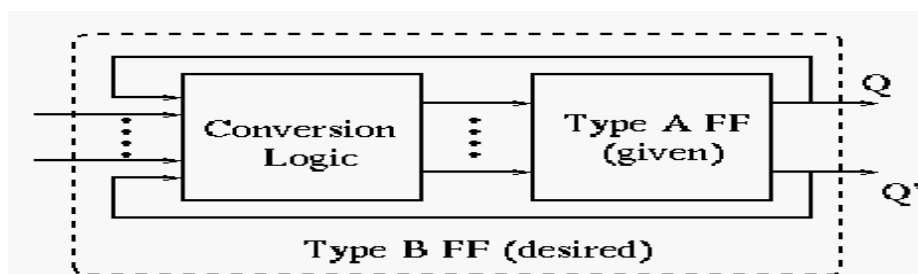 Conversion
Logic
Type A FF
(given)
Q
Q'
Type B FF (desired)